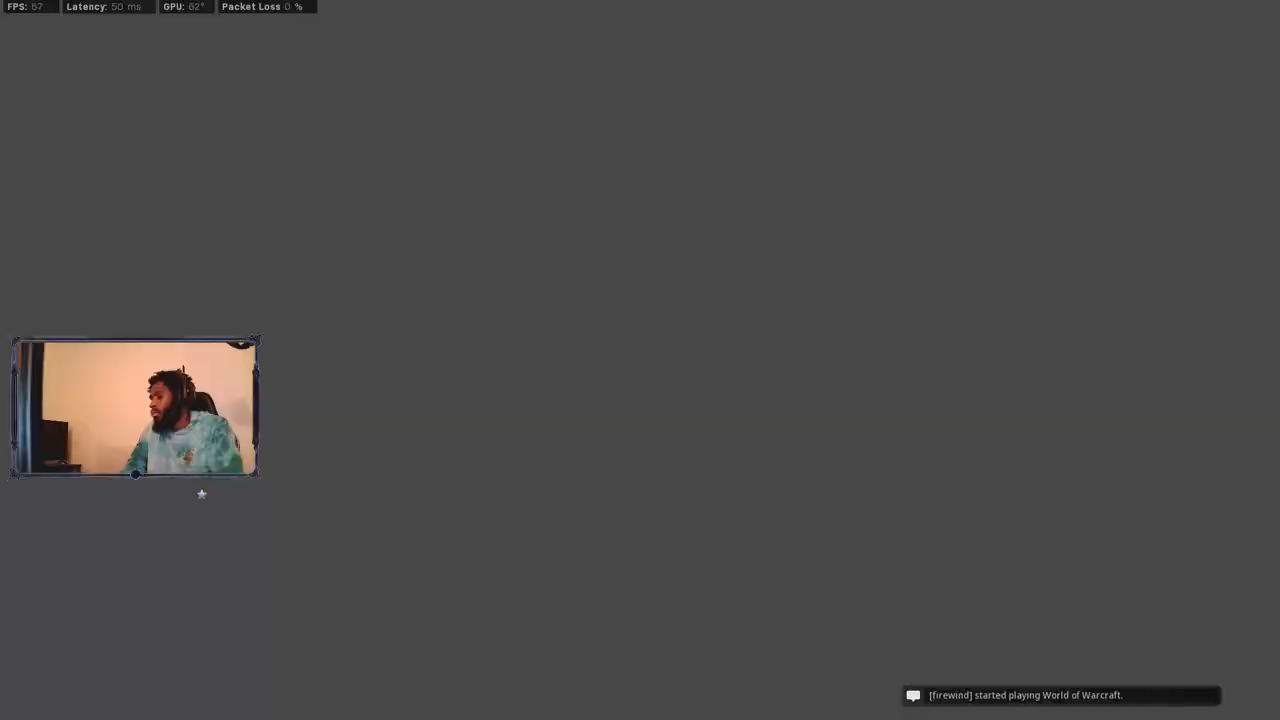 FPS: 57 Latency: 50 ms GPU: 62° Packet Loss 0 %
[firewind] started playing World of Warcraft.